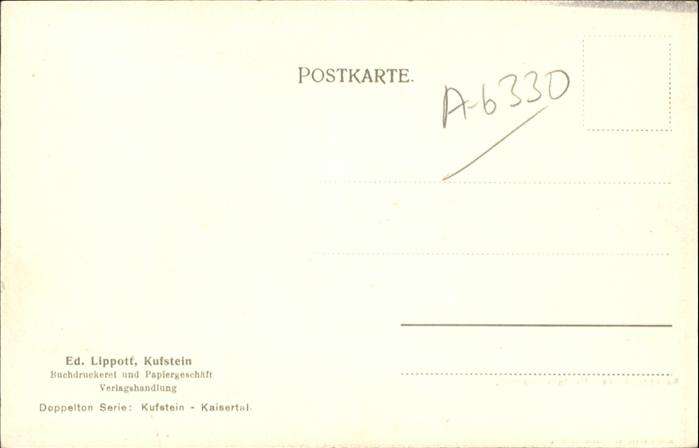 POSTKARTE.
A-6330
Ed. Lippott, Kufstein
Buchdruckerei und Papiergeschäft
Verlagshandlung
Doppelton Serie: Kufstein - Kaisertal.